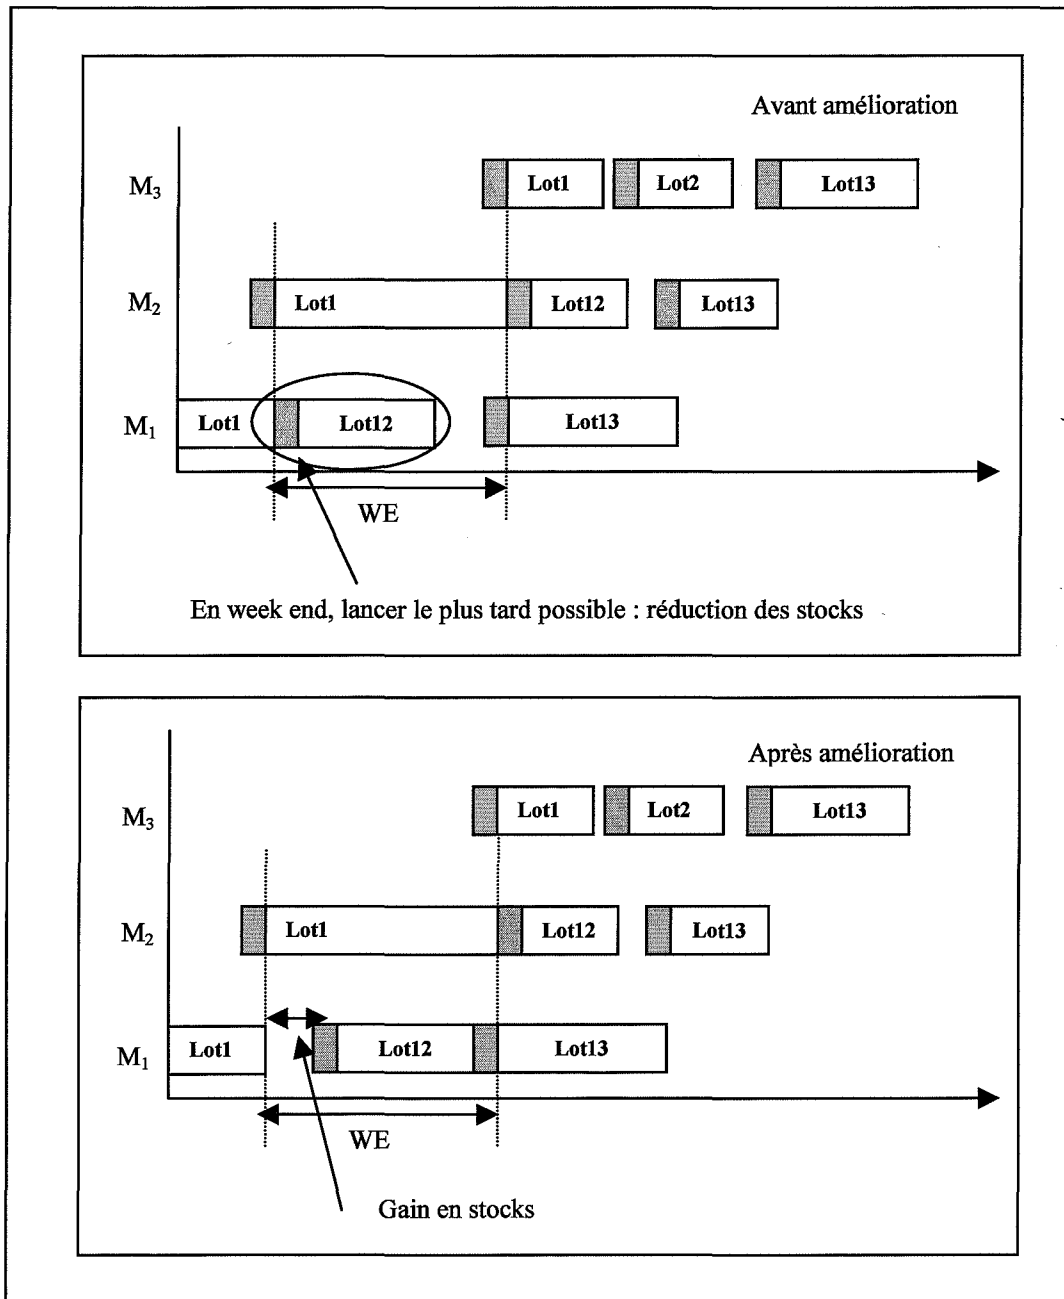 Avant amélioration
M3 Lot1 Lot2 Lot13
M2 Lot1 Lot12 Lot13
M1 Lot1 Lot12 Lot13
WE
En week end, lancer le plus tard possible : réduction des stocks
Après amélioration
M3 Lot1 Lot2 Lot13
M2 Lot1 Lot12 Lot13
M1 Lot1 Lot12 Lot13
WE
Gain en stocks